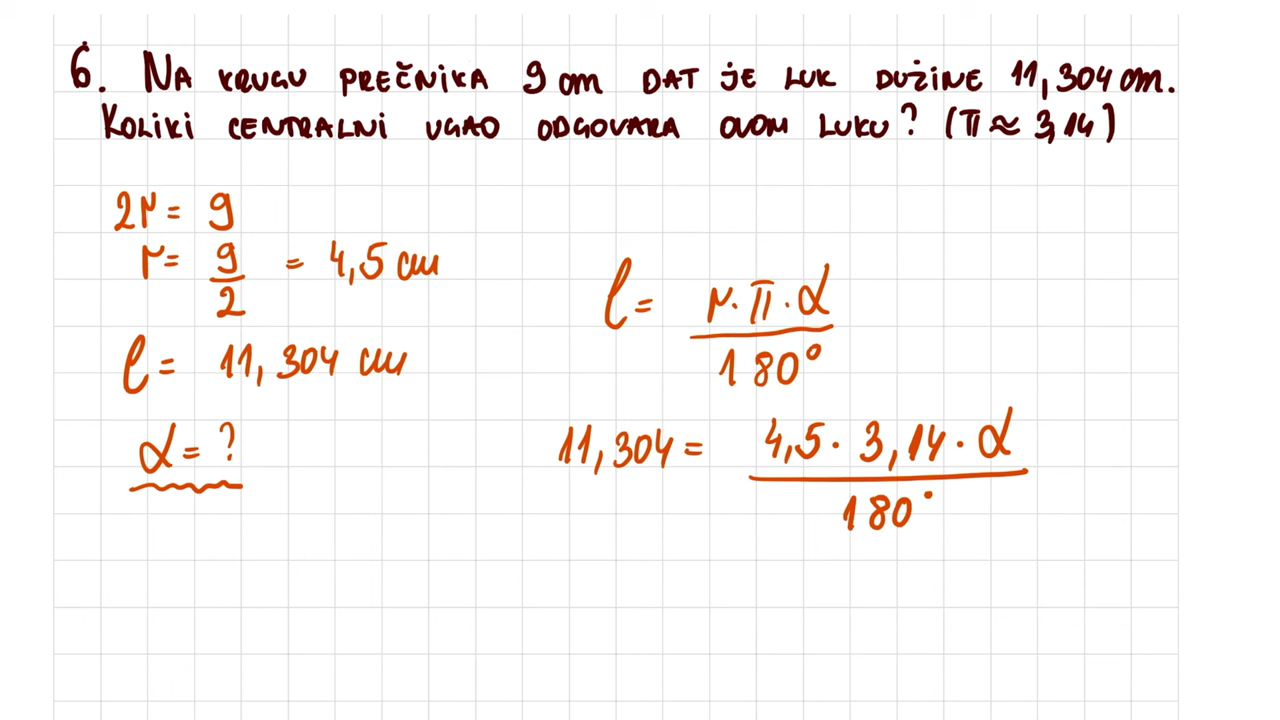 6. NA KRUGU PREČNIKA 9 cm DAT JE LUK DUŽINE 11,304 cm.
KOLIKI CENTRALNI UGAO ODGOVARA OVOM LUKU? (π ≈ 3,14)
2r = 9
r = 9/2 = 4,5 cm
l = 11,304 cm
α = ?
l = r·π·α / 180°
11,304 = 4,5 · 3,14 · α / 180°